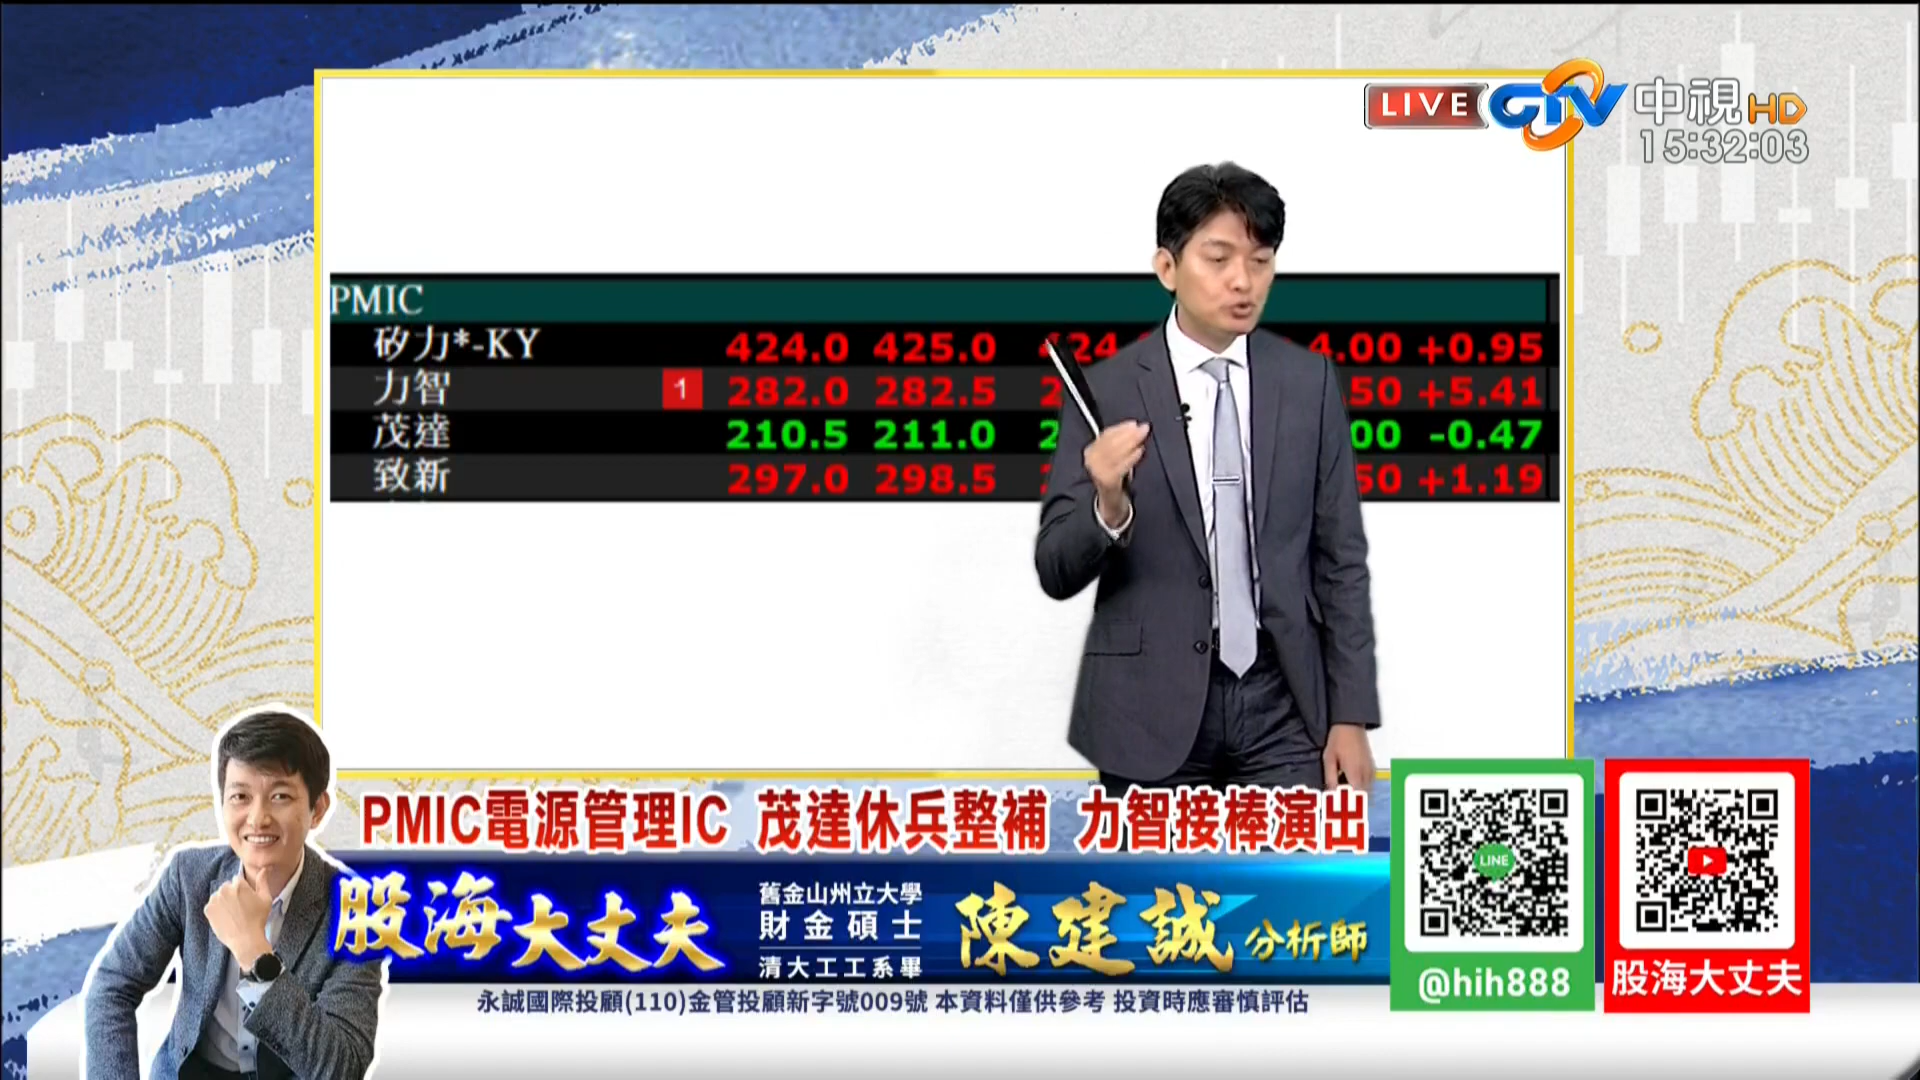 LIVE CTV 中視HD
15:32:03
PMIC
矽力*-KY 424.0 425.0 424. 4.00 +0.95
力智 1 282.0 282.5 2 .50 +5.41
茂達 210.5 211.0 2 00 -0.47
致新 297.0 298.5 2 50 +1.19
PMIC電源管理IC 茂達休兵整補 力智接棒演出
股海大丈夫
舊金山州立大學
財金碩士
清大工工系畢
陳建誠 分析師
永誠國際投顧(110)金管投顧新字號009號 本資料僅供參考 投資時應審慎評估
LINE
@hih888
股海大丈夫